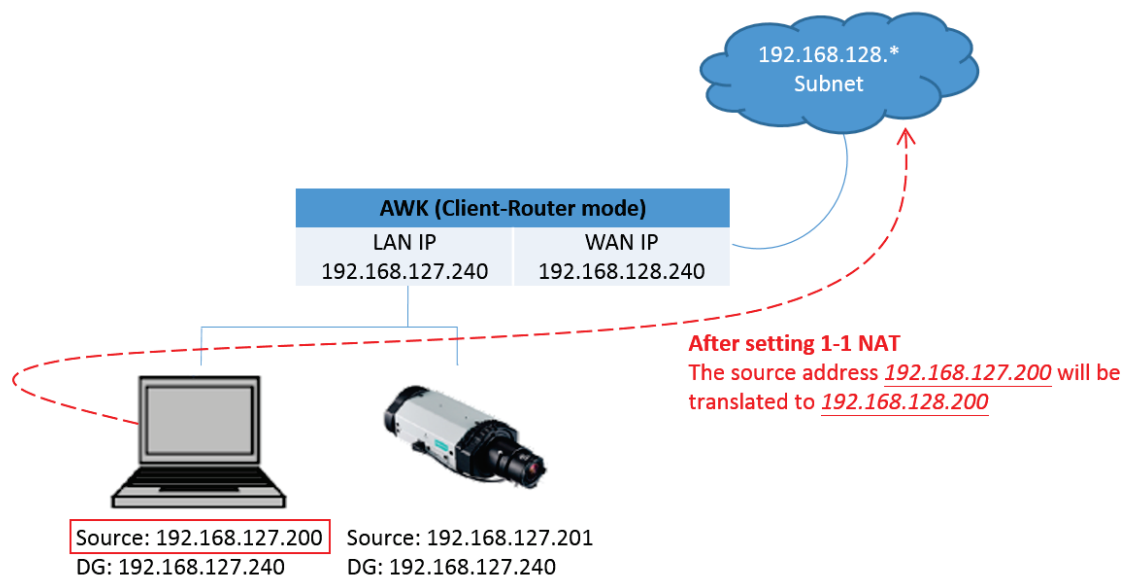 192.168.128.*
Subnet
AWK (Client-Router mode)
LAN IP
192.168.127.240
WAN IP
192.168.128.240
After setting 1-1 NAT
The source address 192.168.127.200 will be
translated to 192.168.128.200
Source: 192.168.127.200
DG: 192.168.127.240
Source: 192.168.127.201
DG: 192.168.127.240